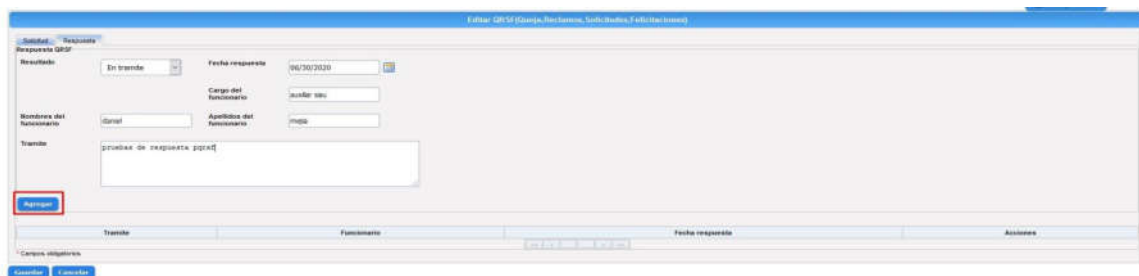 Editar QRSF(Queja,Reclamos,Solicitudes,Felicitaciones)
Solicitud Respuesta
Respuesta QRSF
Resultado En tramite Fecha respuesta 06/30/2020
Cargo del funcionario auxiliar siau
Nombres del funcionario daniel Apellidos del funcionario mejia
Tramite pruebas de respuesta pqrsf
Agregar
Tramite Funcionario Fecha respuesta Acciones
* Campos obligatorios
Guardar Cancelar